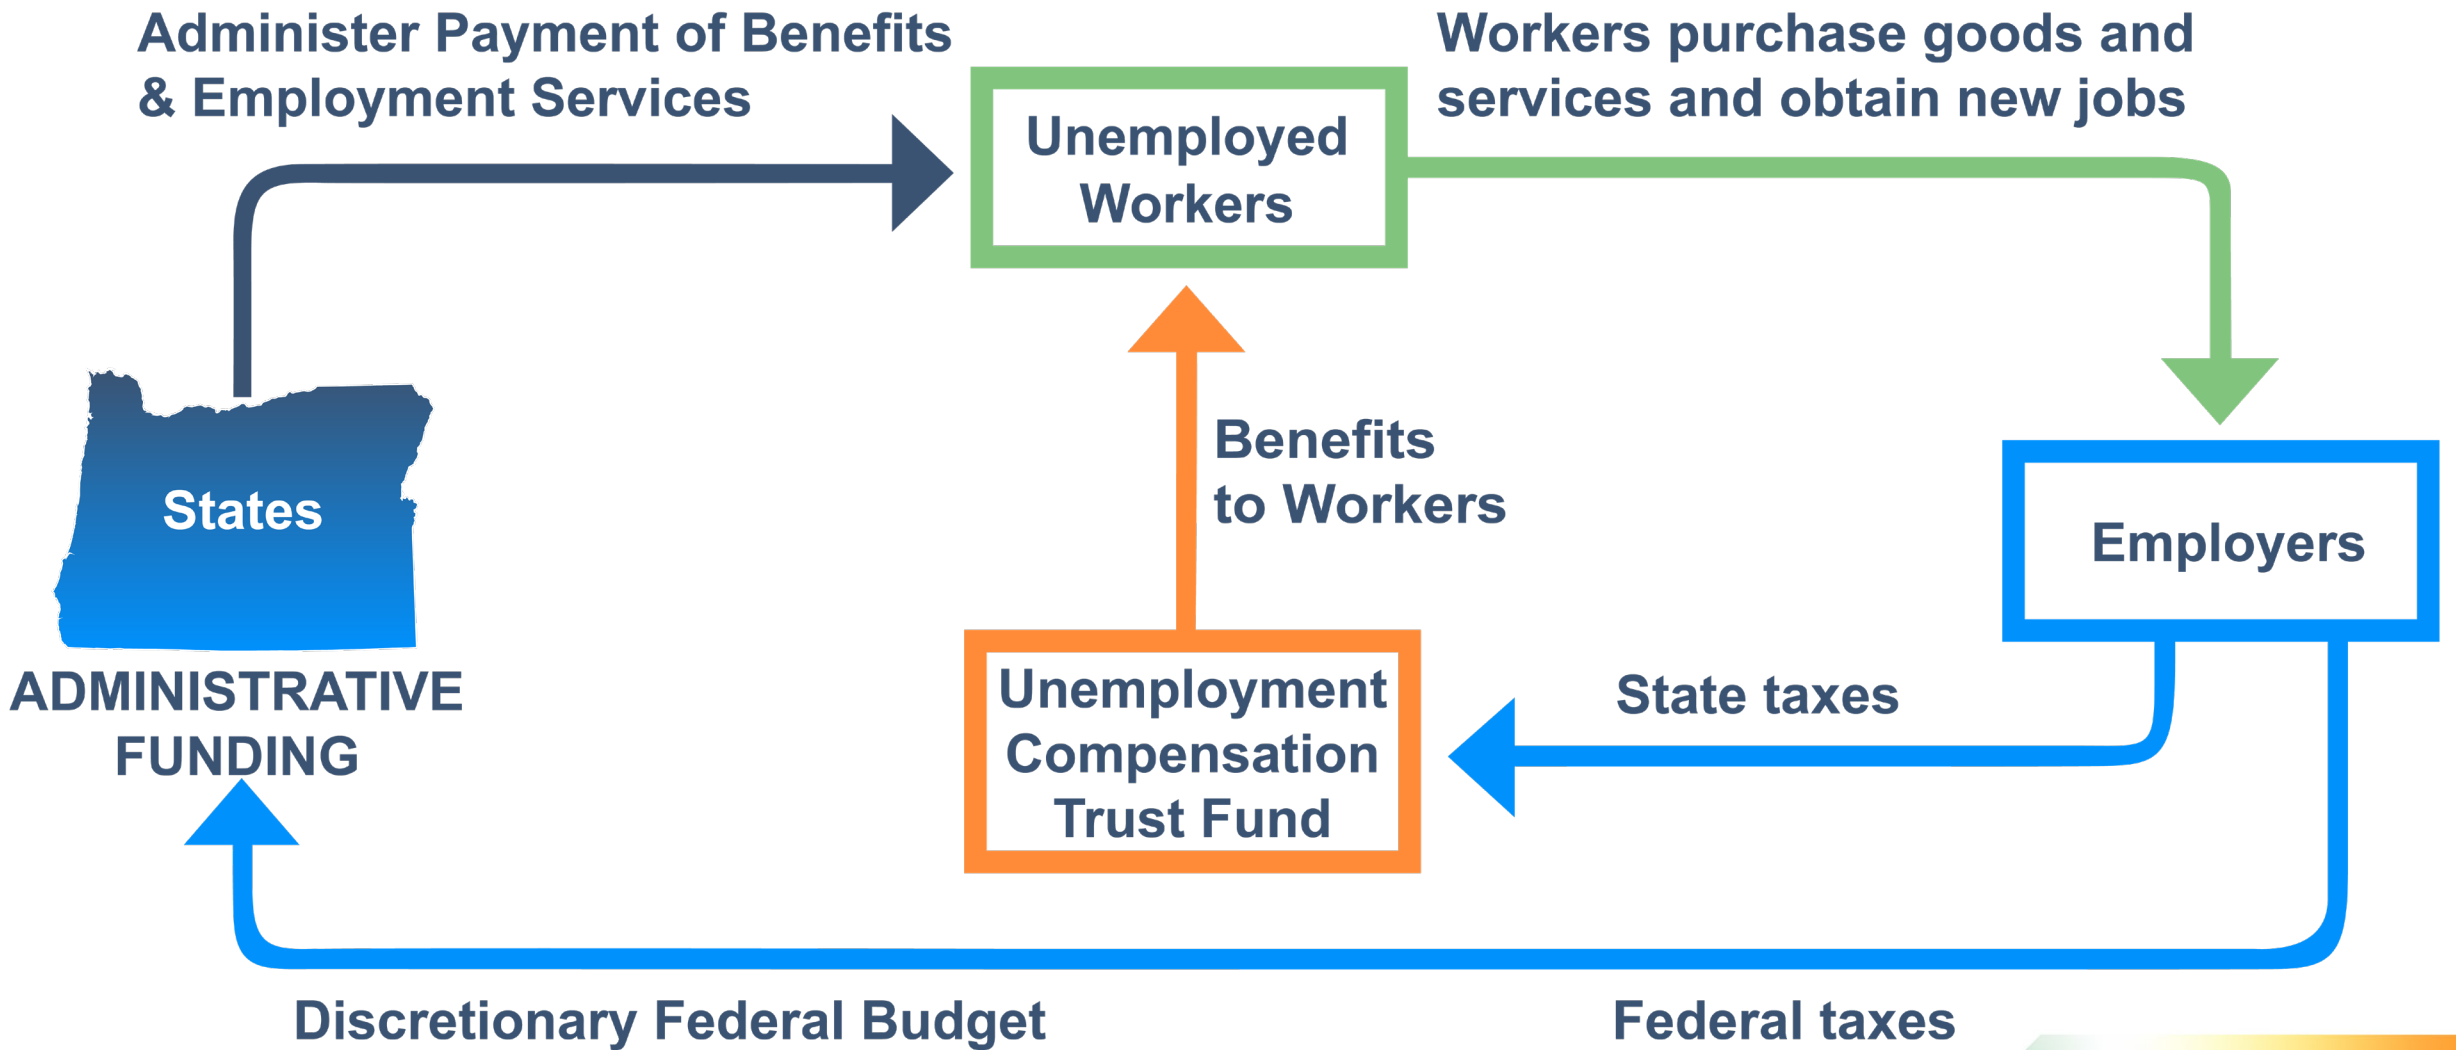 Administer Payment of Benefits
& Employment Services
Workers purchase goods and
services and obtain new jobs
Unemployed
Workers
Benefits
to Workers
States
Employers
ADMINISTRATIVE
FUNDING
Unemployment
Compensation
Trust Fund
State taxes
Discretionary Federal Budget
Federal taxes